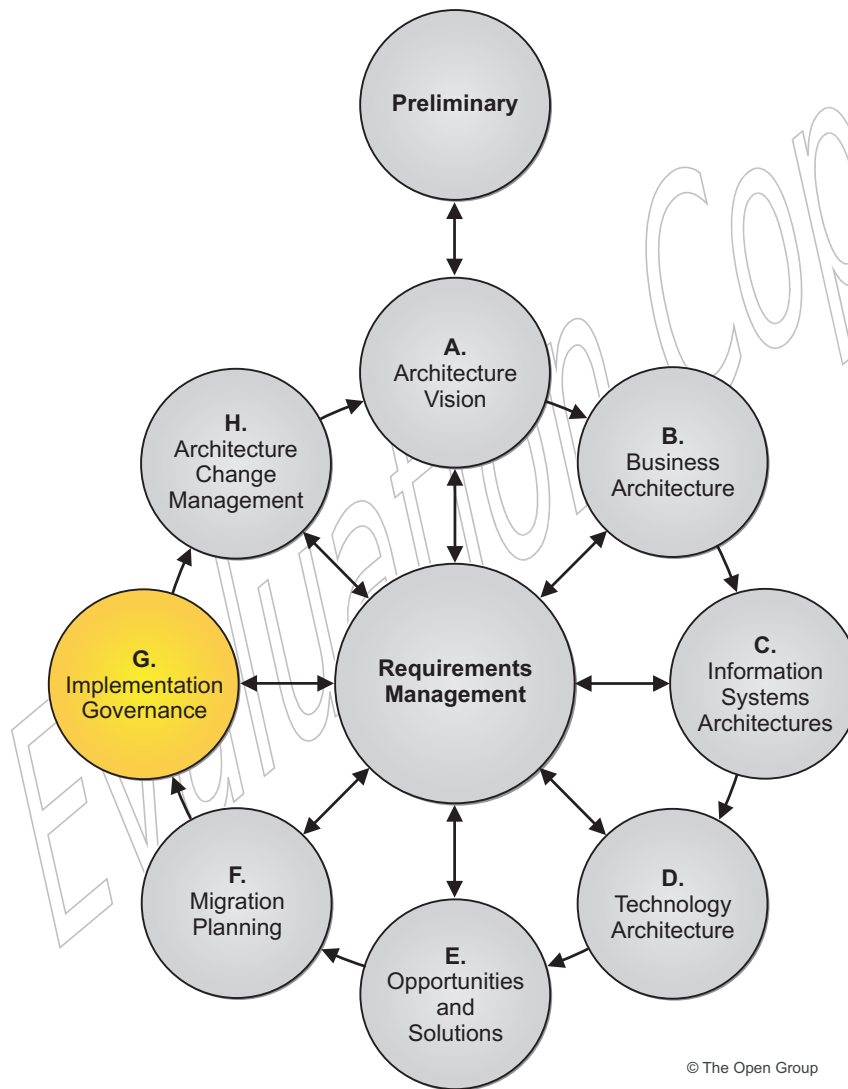 Preliminary
A.
Architecture
Vision
B.
Business
Architecture
C.
Information
Systems
Architectures
D.
Technology
Architecture
E.
Opportunities
and
Solutions
F.
Migration
Planning
G.
Implementation
Governance
H.
Architecture
Change
Management
Requirements
Management
Evaluation Cop
© The Open Group